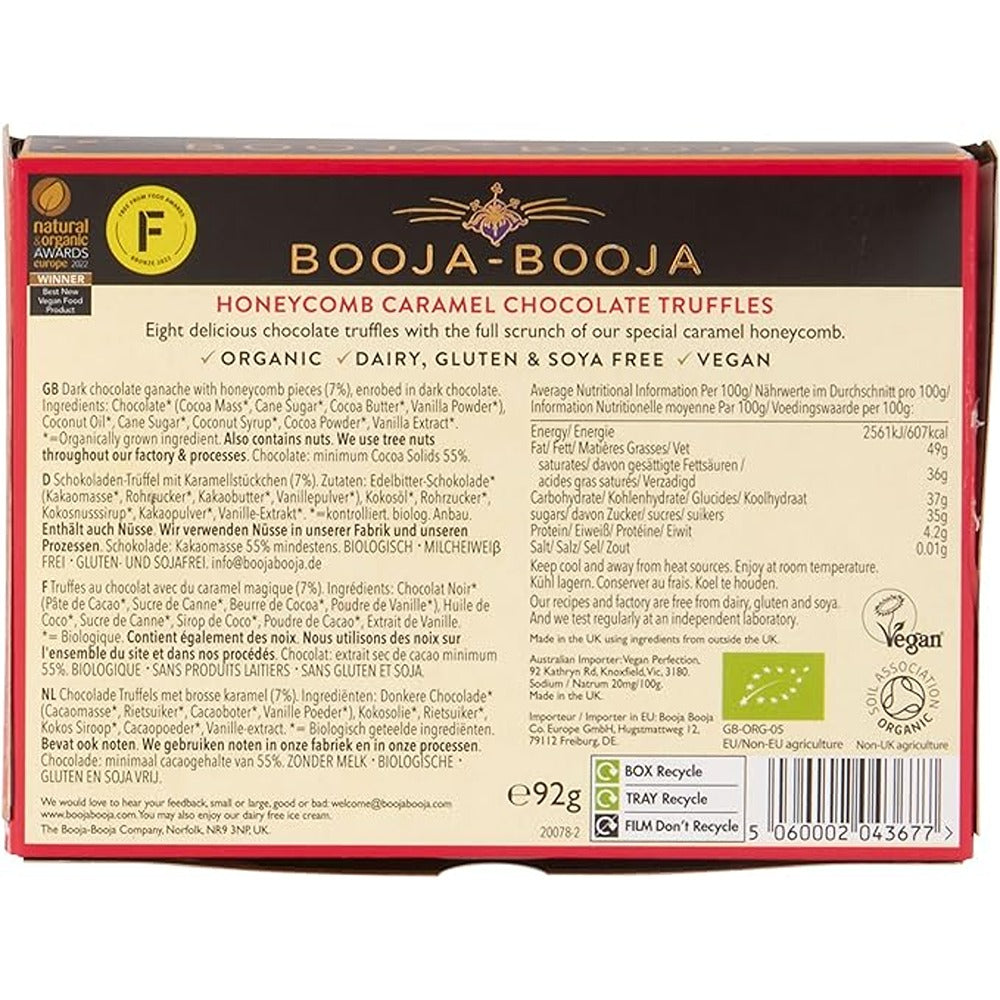 BOOJA-BOOJA
natural
& organic
AWARDS
europe 2022
WINNER
Best New
Vegan Food
Product
FREE FROM FOOD AWARDS
F
BRONZE 2022
BOOJA-BOOJA
HONEYCOMB CARAMEL CHOCOLATE TRUFFLES
Eight delicious chocolate truffles with the full scrunch of our special caramel honeycomb.
✓ ORGANIC ✓ DAIRY, GLUTEN & SOYA FREE ✓ VEGAN
GB Dark chocolate ganache with honeycomb pieces (7%), enrobed in dark chocolate.
Ingredients: Chocolate* (Cocoa Mass*, Cane Sugar*, Cocoa Butter*, Vanilla Powder*),
Coconut Oil*, Cane Sugar*, Coconut Syrup*, Cocoa Powder*, Vanilla Extract*.
*=Organically grown ingredient. Also contains nuts. We use tree nuts
throughout our factory & processes. Chocolate: minimum Cocoa Solids 55%.
D Schokoladen-Trüffel mit Karamellstückchen (7%). Zutaten: Edelbitter-Schokolade*
(Kakaomasse*, Rohrzucker*, Kakaobutter*, Vanillepulver*), Kokosöl*, Rohrzucker*,
Kokosnusssirup*, Kakaopulver*, Vanille-Extrakt*. *=kontrolliert. biolog. Anbau.
Enthält auch Nüsse. Wir verwenden Nüsse in unserer Fabrik und unseren
Prozessen. Schokolade: Kakaomasse 55% mindestens. BIOLOGISCH • MILCHEIWEIß
FREI • GLUTEN- UND SOJAFREI. info@boojabooja.de
F Truffes au chocolat avec du caramel magique (7%). Ingrédients: Chocolat Noir*
(Pâte de Cacao*, Sucre de Canne*, Beurre de Cocoa*, Poudre de Vanille*), Huile de
Coco*, Sucre de Canne*, Sirop de Coco*, Poudre de Cacao*, Extrait de Vanille.
*= Biologique. Contient également des noix. Nous utilisons des noix sur
l'ensemble du site et dans nos procédés. Chocolat: extrait sec de cacao minimum
55%. BIOLOGIQUE • SANS PRODUITS LAITIERS • SANS GLUTEN ET SOJA.
NL Chocolade Truffels met brosse karamel (7%). Ingrediënten: Donkere Chocolade*
(Cacaomasse*, Rietsuiker*, Cacaoboter*, Vanille Poeder*), Kokosolie*, Rietsuiker*,
Kokos Siroop*, Cacaopoeder*, Vanille-extract. *= Biologisch geteelde ingrediënten.
Bevat ook noten. We gebruiken noten in onze fabriek en in onze processen.
Chocolade: minimaal cacaogehalte van 55%. ZONDER MELK • BIOLOGISCHE •
GLUTEN EN SOJA VRIJ.
We would love to hear your feedback, small or large, good or bad: welcome@boojabooja.com
www.boojabooja.com. You may also enjoy our dairy free ice cream.
The Booja-Booja Company, Norfolk, NR9 3NP, UK.
Average Nutritional Information Per 100g/ Nährwerte im Durchschnitt pro 100g/
Information Nutritionelle moyenne Par 100g/ Voedingswaarde per 100g:
Energy/ Energie 2561kJ/607kcal
Fat/ Fett/ Matières Grasses/ Vet 49g
saturates/ davon gesättigte Fettsäuren /
acides gras saturés/ Verzadigd 36g
Carbohydrate/ Kohlenhydrate/ Glucides/ Koolhydraat 37g
sugars/ davon Zucker/ sucres/ suikers 35g
Protein/ Eiweiß/ Protéine/ Eiwit 4.2g
Salt/ Salz/ Sel/ Zout 0.01g
Keep cool and away from heat sources. Enjoy at room temperature.
Kühl lagern. Conserver au frais. Koel te houden.
Our recipes and factory are free from dairy, gluten and soya.
And we test regularly at an independent laboratory.
Made in the UK using ingredients from outside the UK.
Australian Importer: Vegan Perfection,
92 Kathryn Rd, Knoxfield, Vic, 3180.
Sodium / Natrum 20mg/100g.
Made in the UK.
Importeur / Importer in EU: Booja Booja
Co. Europe GmbH, Hugstmattweg 12,
79112 Freiburg, DE.
Vegan
GB-ORG-05
EU/Non-EU agriculture
SOIL ASSOCIATION
ORGANIC
Non-UK agriculture
℮92g
20078-2
BOX Recycle
TRAY Recycle
FILM Don't Recycle
5 060002 043677 >